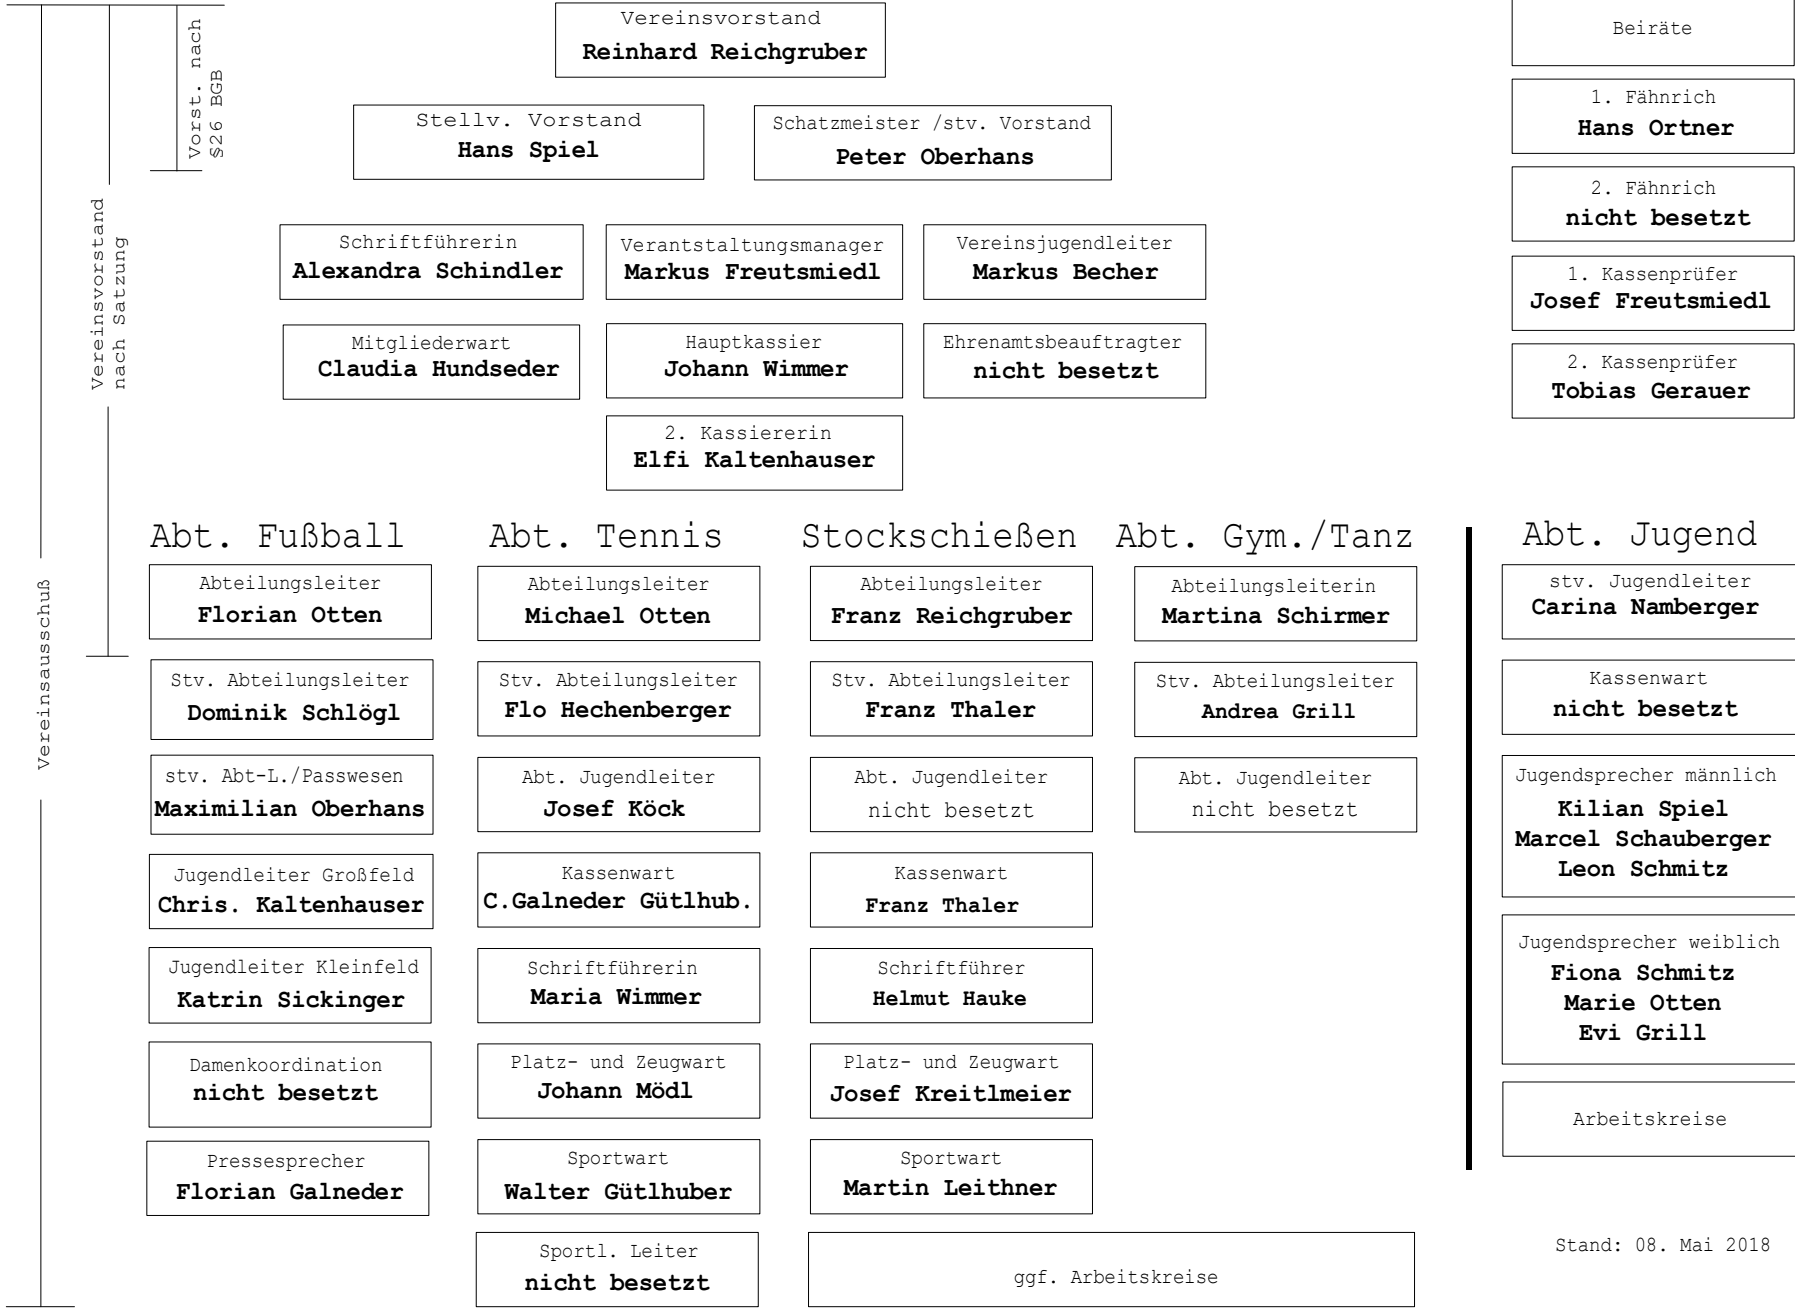 Vorst. nach
§26 BGB
Vereinsvorstand
nach Satzung
Vereinsausschuß
Vereinsvorstand
Reinhard Reichgruber
Stellv. Vorstand
Hans Spiel
Schatzmeister /stv. Vorstand
Peter Oberhans
Schriftführerin
Alexandra Schindler
Verantstaltungsmanager
Markus Freutsmiedl
Vereinsjugendleiter
Markus Becher
Mitgliederwart
Claudia Hundseder
Hauptkassier
Johann Wimmer
Ehrenamtsbeauftragter
nicht besetzt
2. Kassiererin
Elfi Kaltenhauser
Beiräte
1. Fähnrich
Hans Ortner
2. Fähnrich
nicht besetzt
1. Kassenprüfer
Josef Freutsmiedl
2. Kassenprüfer
Tobias Gerauer
Abt. Fußball
Abteilungsleiter
Florian Otten
Stv. Abteilungsleiter
Dominik Schlögl
stv. Abt-L./Passwesen
Maximilian Oberhans
Jugendleiter Großfeld
Chris. Kaltenhauser
Jugendleiter Kleinfeld
Katrin Sickinger
Damenkoordination
nicht besetzt
Pressesprecher
Florian Galneder
Abt. Tennis
Abteilungsleiter
Michael Otten
Stv. Abteilungsleiter
Flo Hechenberger
Abt. Jugendleiter
Josef Köck
Kassenwart
C.Galneder Gütlhub.
Schriftführerin
Maria Wimmer
Platz- und Zeugwart
Johann Mödl
Sportwart
Walter Gütlhuber
Sportl. Leiter
nicht besetzt
Stockschießen
Abteilungsleiter
Franz Reichgruber
Stv. Abteilungsleiter
Franz Thaler
Abt. Jugendleiter
nicht besetzt
Kassenwart
Franz Thaler
Schriftführer
Helmut Hauke
Platz- und Zeugwart
Josef Kreitlmeier
Sportwart
Martin Leithner
ggf. Arbeitskreise
Abt. Gym./Tanz
Abteilungsleiterin
Martina Schirmer
Stv. Abteilungsleiter
Andrea Grill
Abt. Jugendleiter
nicht besetzt
Abt. Jugend
stv. Jugendleiter
Carina Namberger
Kassenwart
nicht besetzt
Jugendsprecher männlich
Kilian Spiel
Marcel Schauberger
Leon Schmitz
Jugendsprecher weiblich
Fiona Schmitz
Marie Otten
Evi Grill
Arbeitskreise
Stand: 08. Mai 2018